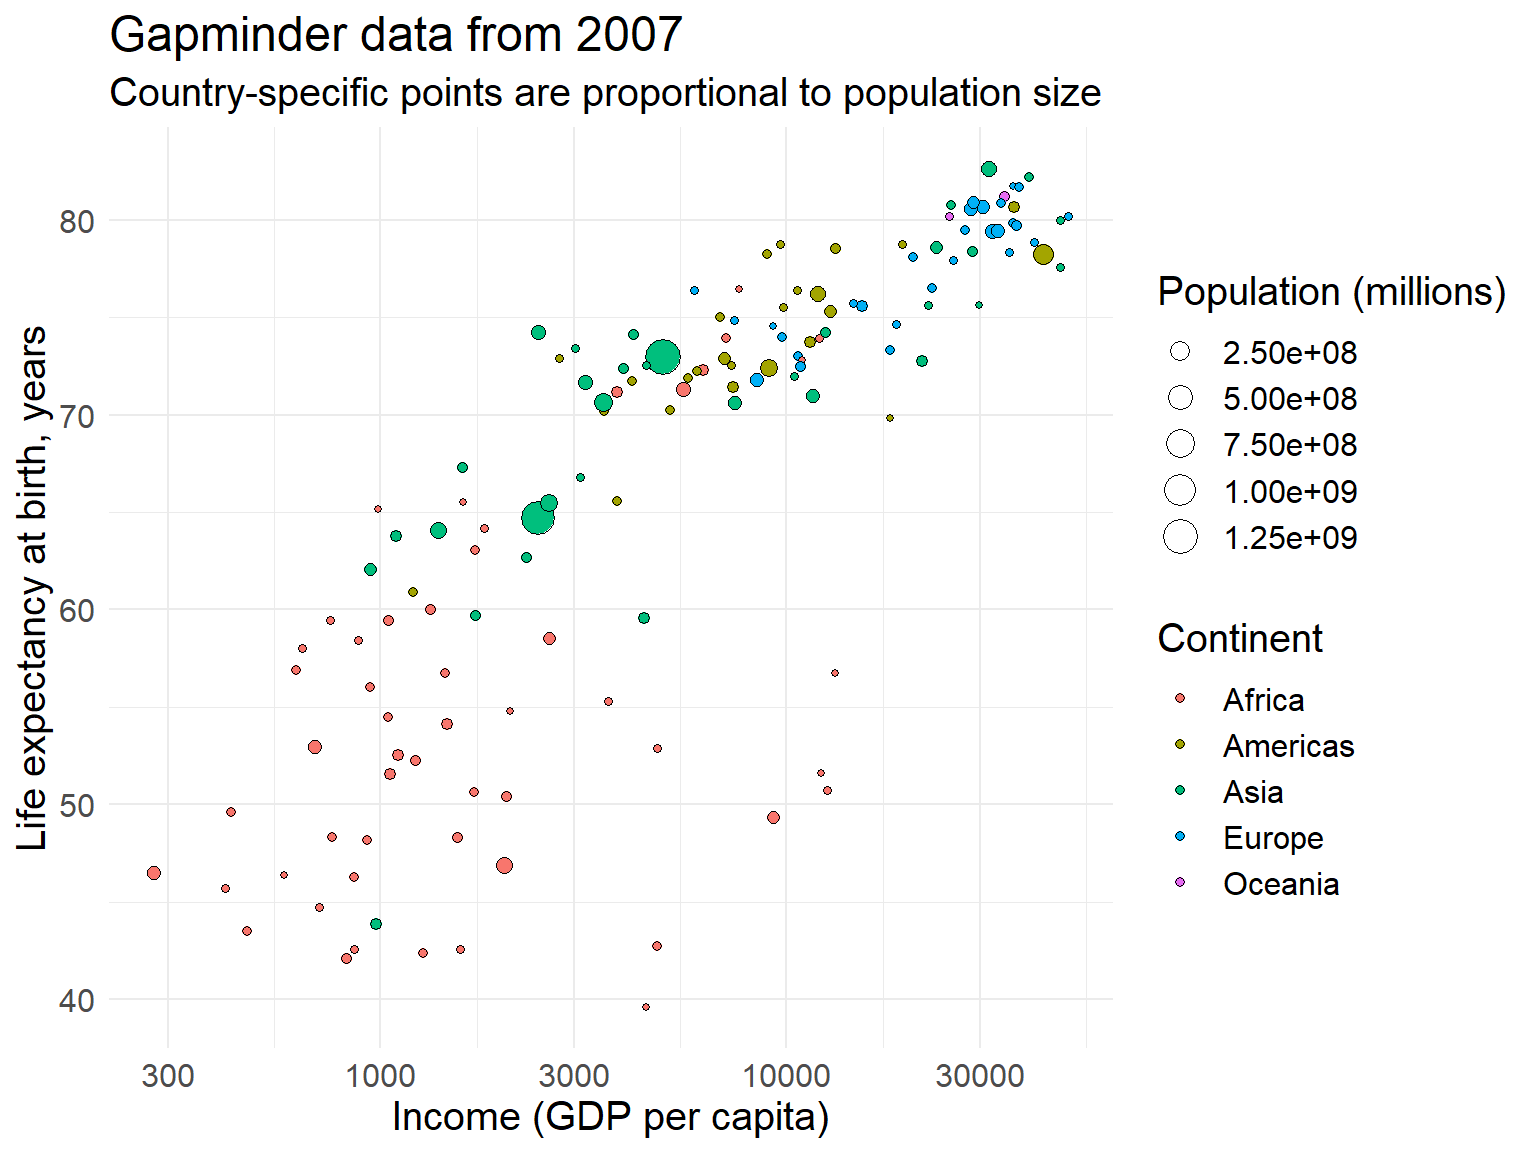 Gapminder data from 2007
Country-specific points are proportional to population size
Life expectancy at birth, years
80
70
60
50
40
300 1000 3000 10000 30000
Income (GDP per capita)
Population (millions)
2.50e+08
5.00e+08
7.50e+08
1.00e+09
1.25e+09
Continent
Africa
Americas
Asia
Europe
Oceania